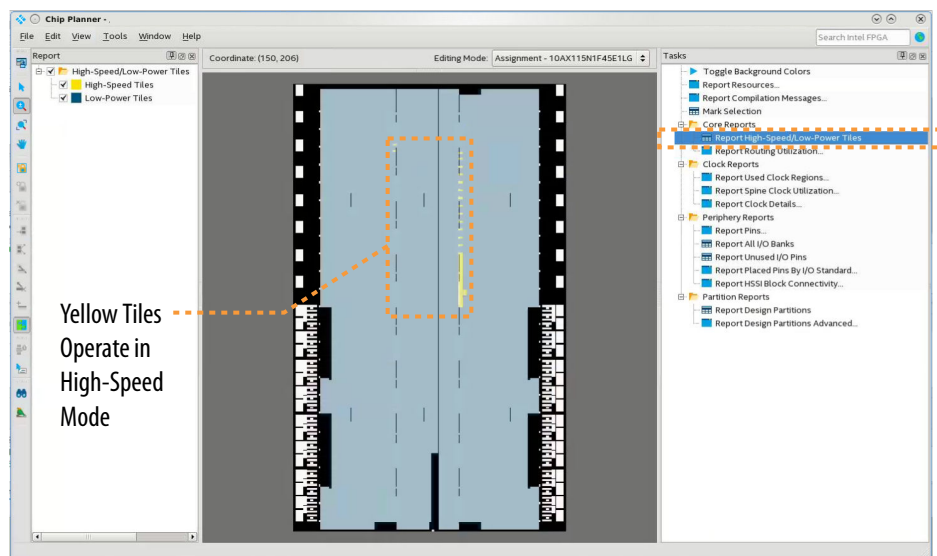 Chip Planner - .
File Edit View Tools Window Help
Search Intel FPGA
Report
High-Speed/Low-Power Tiles
High-Speed Tiles
Low-Power Tiles
Coordinate: (150, 206)
Editing Mode: Assignment - 10AX115N1F45E1LG
Tasks
Toggle Background Colors
Report Resources...
Report Compilation Messages...
Mark Selection
Core Reports
Report High-Speed/Low-Power Tiles
Report Routing Utilization...
Clock Reports
Report Used Clock Regions...
Report Spine Clock Utilization...
Report Clock Details...
Periphery Reports
Report Pins...
Report All I/O Banks
Report Unused I/O Pins
Report Placed Pins By I/O Standard...
Report HSSI Block Connectivity...
Partition Reports
Report Design Partitions
Report Design Partitions Advanced...
Yellow Tiles
Operate in
High-Speed
Mode